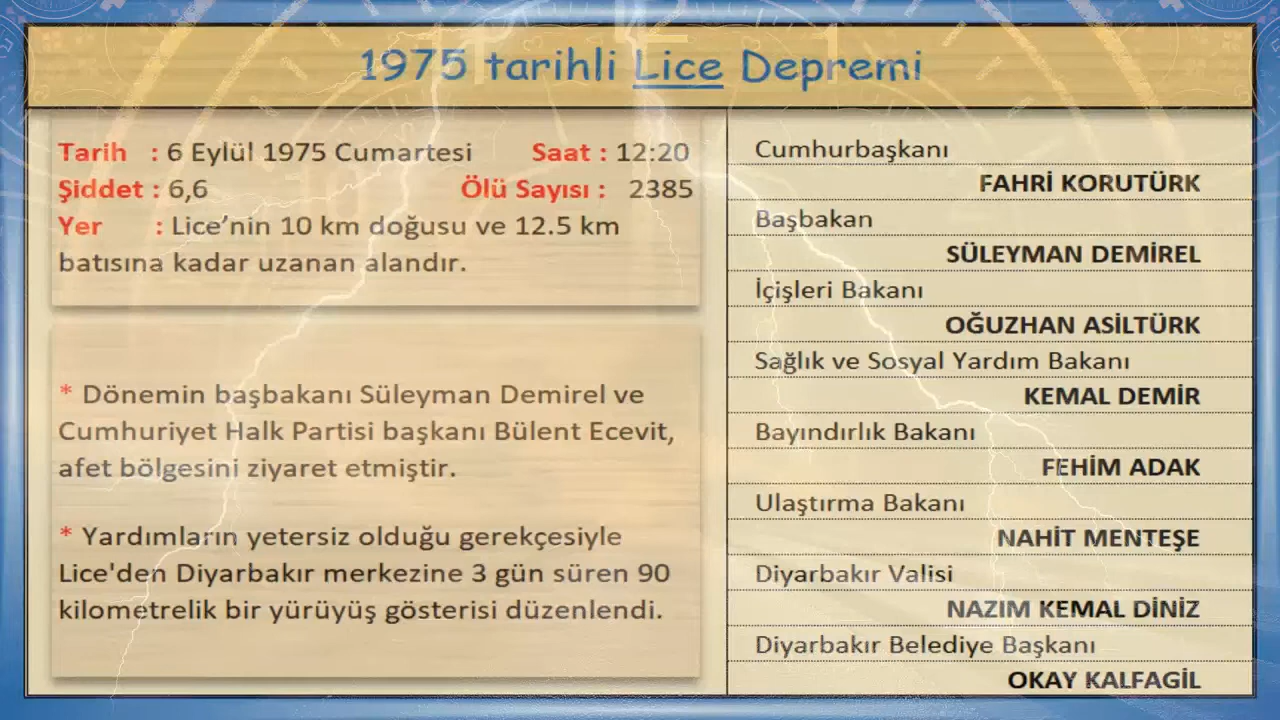 1975 tarihli Lice Depremi
Tarih : 6 Eylül 1975 Cumartesi Saat : 12:20
Şiddet : 6,6 Ölü Sayısı : 2385
Yer : Lice’nin 10 km doğusu ve 12.5 km
batısına kadar uzanan alandır.
* Dönemin başbakanı Süleyman Demirel ve
Cumhuriyet Halk Partisi başkanı Bülent Ecevit,
afet bölgesini ziyaret etmiştir.
* Yardımların yetersiz olduğu gerekçesiyle
Lice'den Diyarbakır merkezine 3 gün süren 90
kilometrelik bir yürüyüş gösterisi düzenlendi.
Cumhurbaşkanı
FAHRİ KORUTÜRK
Başbakan
SÜLEYMAN DEMİREL
İçişleri Bakanı
OĞUZHAN ASİLTÜRK
Sağlık ve Sosyal Yardım Bakanı
KEMAL DEMİR
Bayındırlık Bakanı
FEHİM ADAK
Ulaştırma Bakanı
NAHİT MENTEŞE
Diyarbakır Valisi
NAZIM KEMAL DİNİZ
Diyarbakır Belediye Başkanı
OKAY KALFAGİL